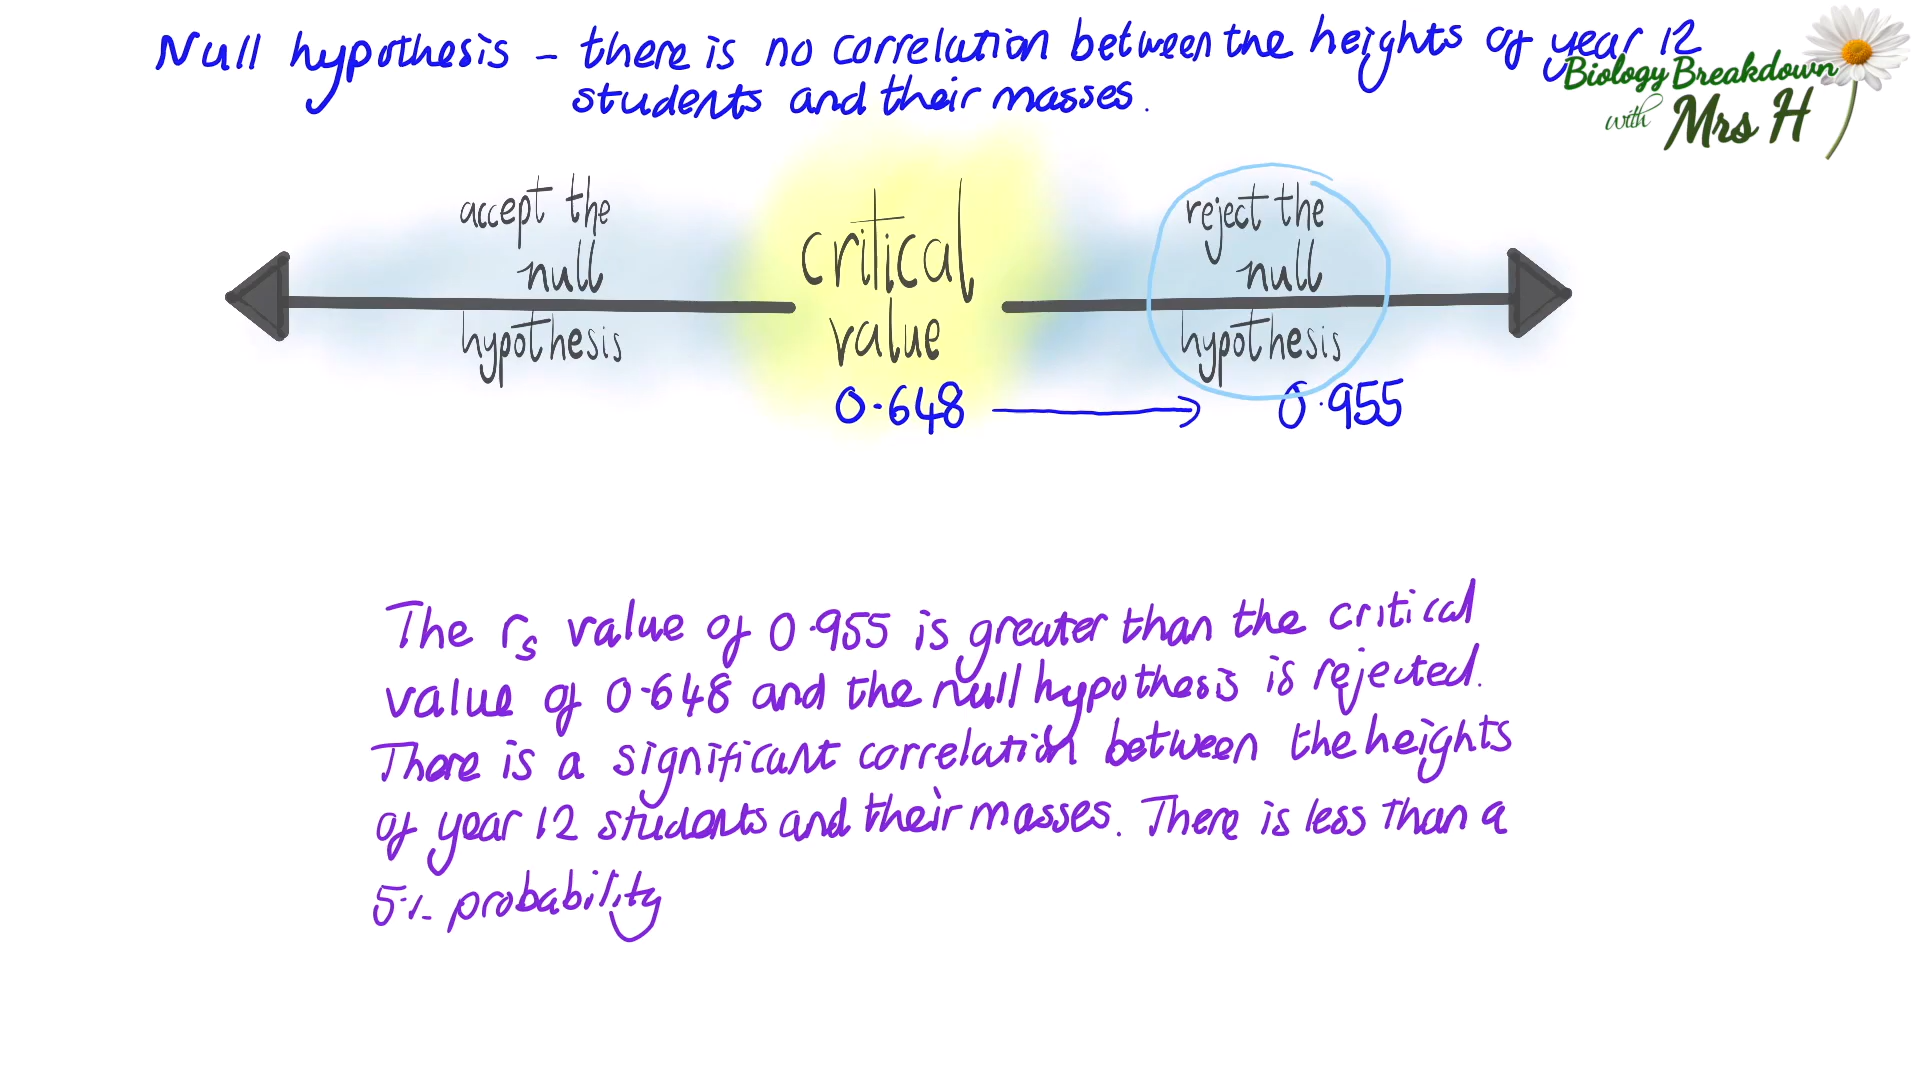 Null hypothesis - there is no correlation between the heights of year 12
students and their masses.
Biology Breakdown
with Mrs H
accept the
null
hypothesis
critical
value
0.648
reject the
null
hypothesis
0.955
The rs value of 0.955 is greater than the critical
value of 0.648 and the null hypothesis is rejected.
There is a significant correlation between the heights
of year 12 students and their masses. There is less than a
5% probability